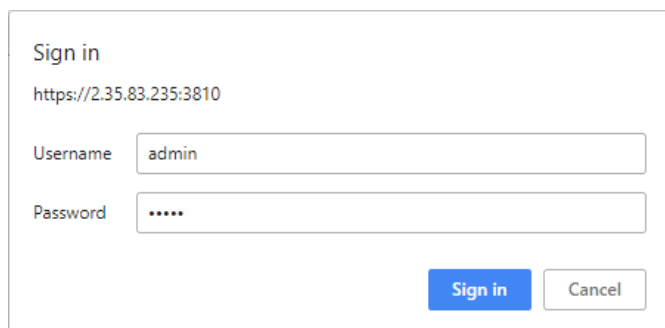 Sign in
https://2.35.83.235:3810
Username admin
Password •••••
Sign in Cancel